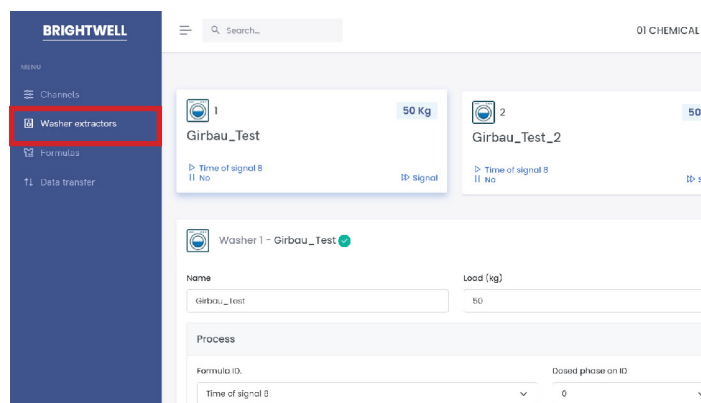 BRIGHTWELL
Search...
01 CHEMICAL
MENU
Channels
Washer extractors
Formulas
Data transfer
1
50 Kg
Girbau_Test
Time of signal 8
No
Signal
2
50
Girbau_Test_2
Time of signal 8
No
Washer 1 - Girbau_Test
Name
Load (kg)
Girbau_Test
50
Process
Formula ID.
Dosed phase on ID
Time of signal 8
0